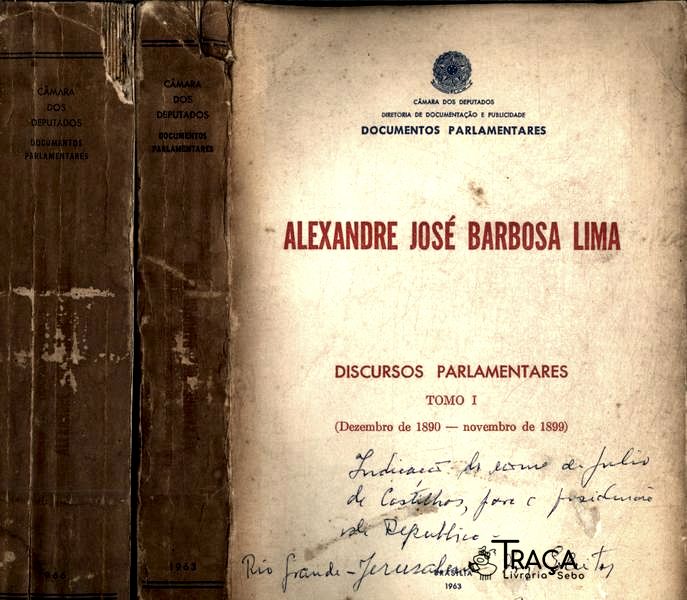 CÂMARA
DOS
DEPUTADOS
DOCUMENTOS
PARLAMENTARES
CÂMARA
DOS
DEPUTADOS
DOCUMENTOS
PARLAMENTARES
1963
CÂMARA DOS DEPUTADOS
DIRETORIA DE DOCUMENTAÇÃO E PUBLICIDADE
DOCUMENTOS PARLAMENTARES
ALEXANDRE JOSÉ BARBOSA LIMA
DISCURSOS PARLAMENTARES
TOMO I
(Dezembro de 1890 — novembro de 1899)
Indicação do nome de Julio
de Castilhos, para a presidencia
da Republica -
Rio Grande - Jerusalem
BRASÍLIA
1963
TRAÇA
Livraria Sebo